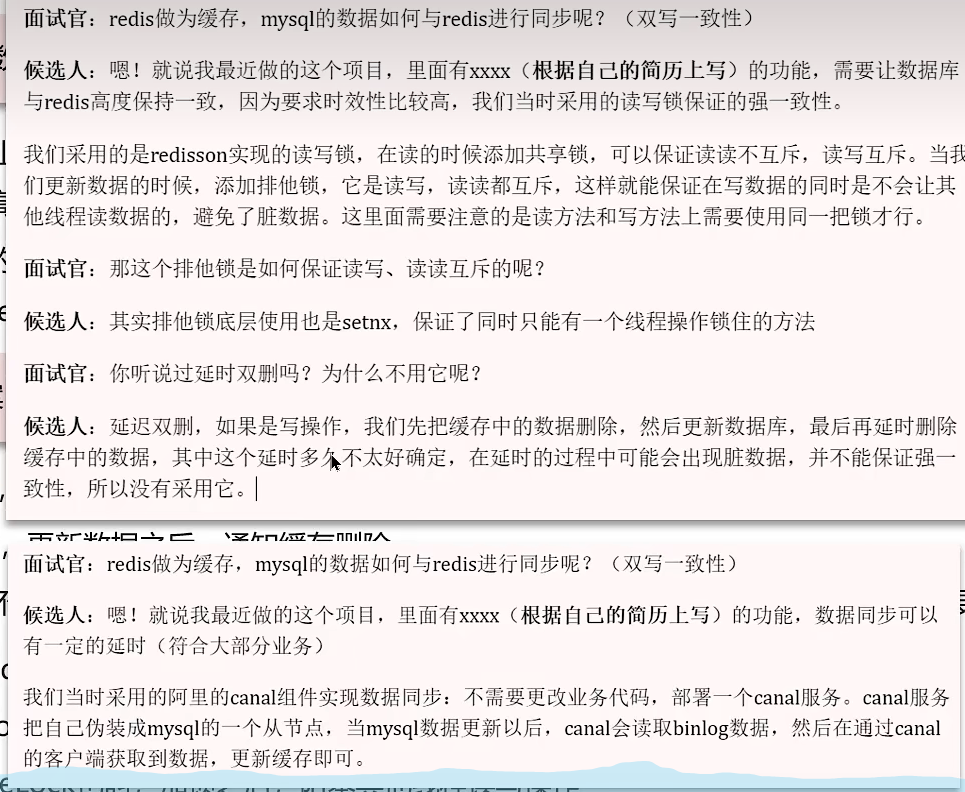 面试官：redis做为缓存，mysql的数据如何与redis进行同步呢？（双写一致性）
候选人：嗯！就说我最近做的这个项目，里面有xxxx（根据自己的简历上写）的功能，需要让数据库
与redis高度保持一致，因为要求时效性比较高，我们当时采用的读写锁保证的强一致性。
我们采用的是redisson实现的读写锁，在读的时候添加共享锁，可以保证读读不互斥，读写互斥。当我
们更新数据的时候，添加排他锁，它是读写，读读都互斥，这样就能保证在写数据的同时是不会让其
他线程读数据的，避免了脏数据。这里面需要注意的是读方法和写方法上需要使用同一把锁才行。
面试官：那这个排他锁是如何保证读写、读读互斥的呢？
候选人：其实排他锁底层使用也是setnx，保证了同时只能有一个线程操作锁住的方法
面试官：你听说过延时双删吗？为什么不用它呢？
候选人：延迟双删，如果是写操作，我们先把缓存中的数据删除，然后更新数据库，最后再延时删除
缓存中的数据，其中这个延时多久不太好确定，在延时的过程中可能会出现脏数据，并不能保证强一
致性，所以没有采用它。
更新数据之后，通知缓存删除
面试官：redis做为缓存，mysql的数据如何与redis进行同步呢？（双写一致性）
候选人：嗯！就说我最近做的这个项目，里面有xxxx（根据自己的简历上写）的功能，数据同步可以
有一定的延时（符合大部分业务）
我们当时采用的阿里的canal组件实现数据同步：不需要更改业务代码，部署一个canal服务。canal服务
把自己伪装成mysql的一个从节点，当mysql数据更新以后，canal会读取binlog数据，然后在通过canal
的客户端获取到数据，更新缓存即可。